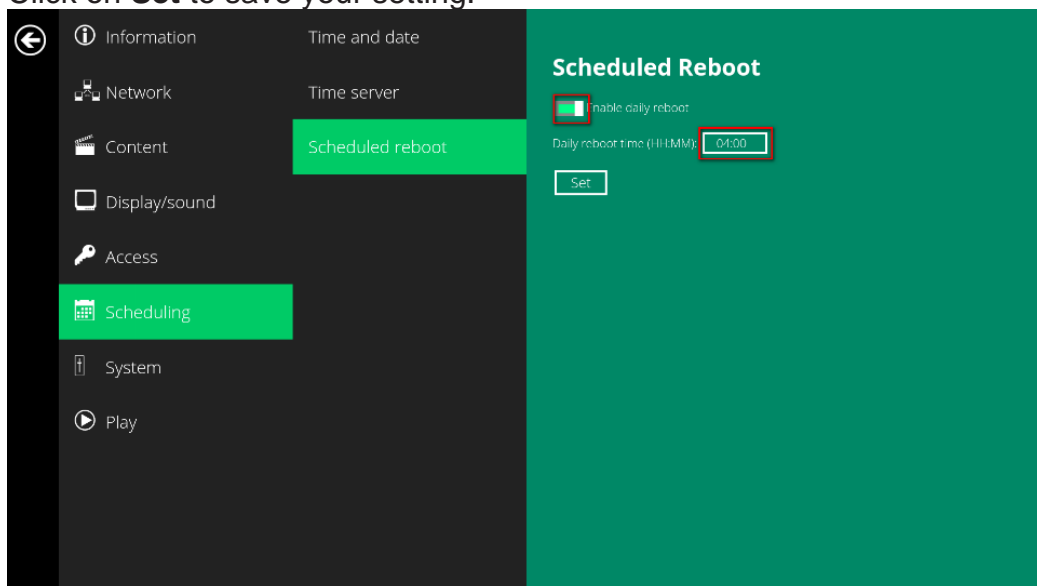 Click on Set to save your setting.
Information
Network
Content
Display/sound
Access
Scheduling
System
Play
Time and date
Time server
Scheduled reboot
Scheduled Reboot
Enable daily reboot
Daily reboot time (HH:MM): 04:00
Set